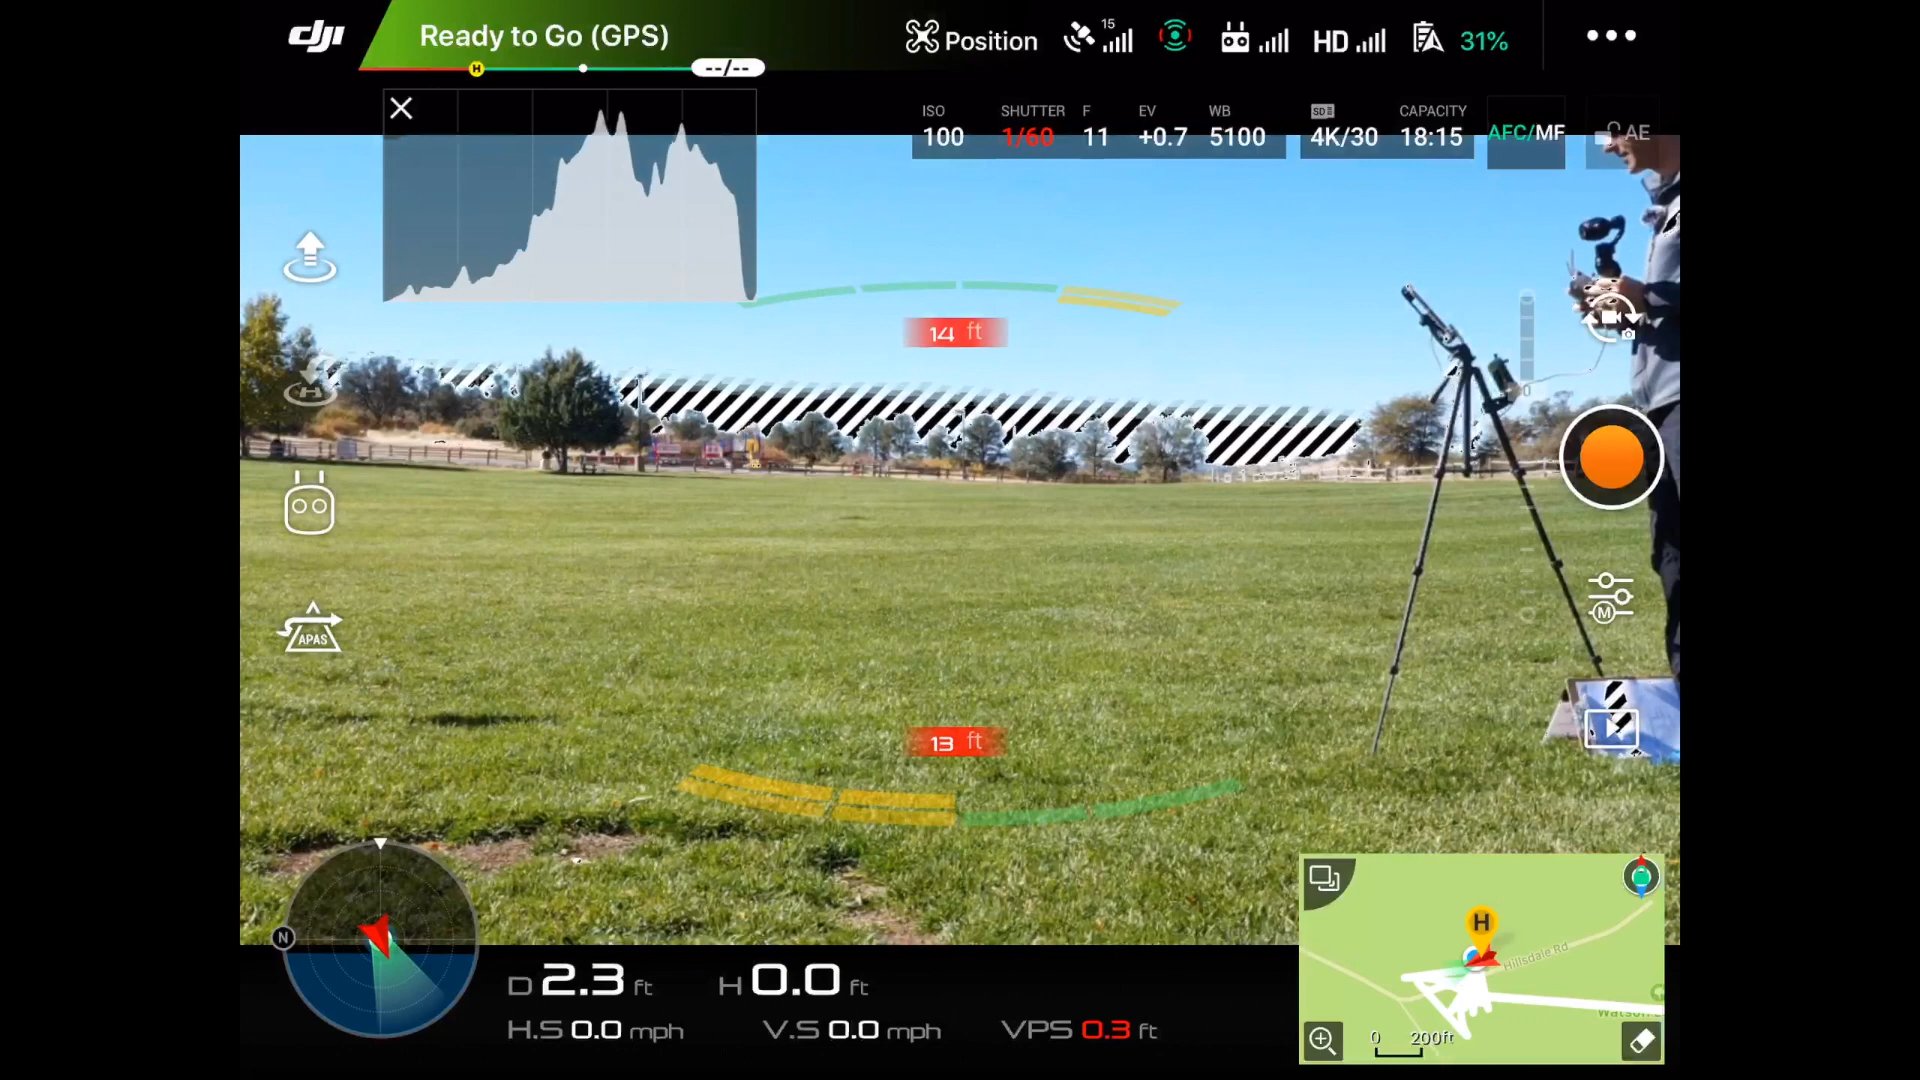 dji
Ready to Go (GPS)
H
--/--
Position
15
HD
31%
ISO
100
SHUTTER
1/60
F
11
EV
+0.7
WB
5100
SD
4K/30
CAPACITY
18:15
AFC/MF
AE
14 ft
H
0
APAS
M
13 ft
N
D 2.3 ft
H 0.0 ft
H.S 0.0 mph
V.S 0.0 mph
VPS 0.3 ft
H
Hillsdale Rd
0 200ft